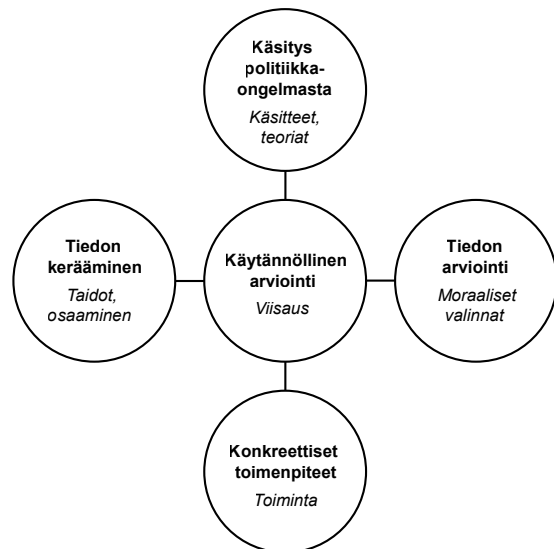 Käsitys
politiikka-
ongelmasta
Käsitteet,
teoriat
Tiedon
kerääminen
Taidot,
osaaminen
Käytännöllinen
arviointi
Viisaus
Tiedon
arviointi
Moraaliset
valinnat
Konkreettiset
toimenpiteet
Toiminta